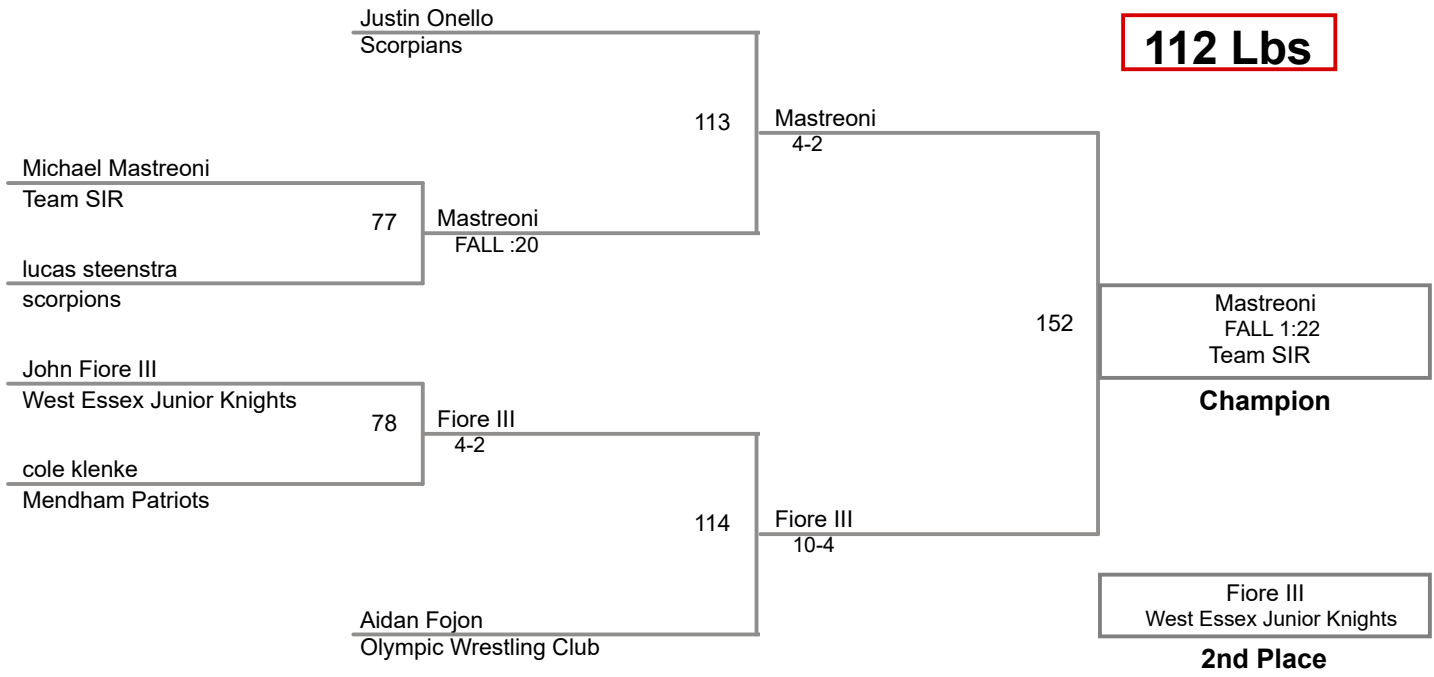 Justin Onello
Scorpians
112 Lbs
113
Mastreoni
4-2
Michael Mastreoni
Team SIR
77
Mastreoni
FALL :20
lucas steenstra
scorpions
152
Mastreoni
FALL 1:22
Team SIR
Champion
John Fiore III
West Essex Junior Knights
78
Fiore III
4-2
cole klenke
Mendham Patriots
114
Fiore III
10-4
Aidan Fojon
Olympic Wrestling Club
Fiore III
West Essex Junior Knights
2nd Place